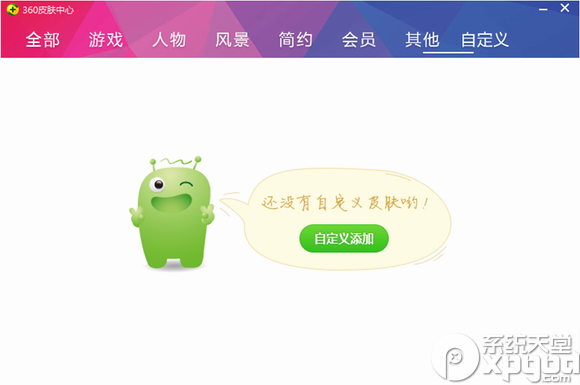 360皮肤中心
全部 游戏 人物 风景 简约 会员 其他 自定义
还没有自定义皮肤哟！
自定义添加
系统天堂
xpgod